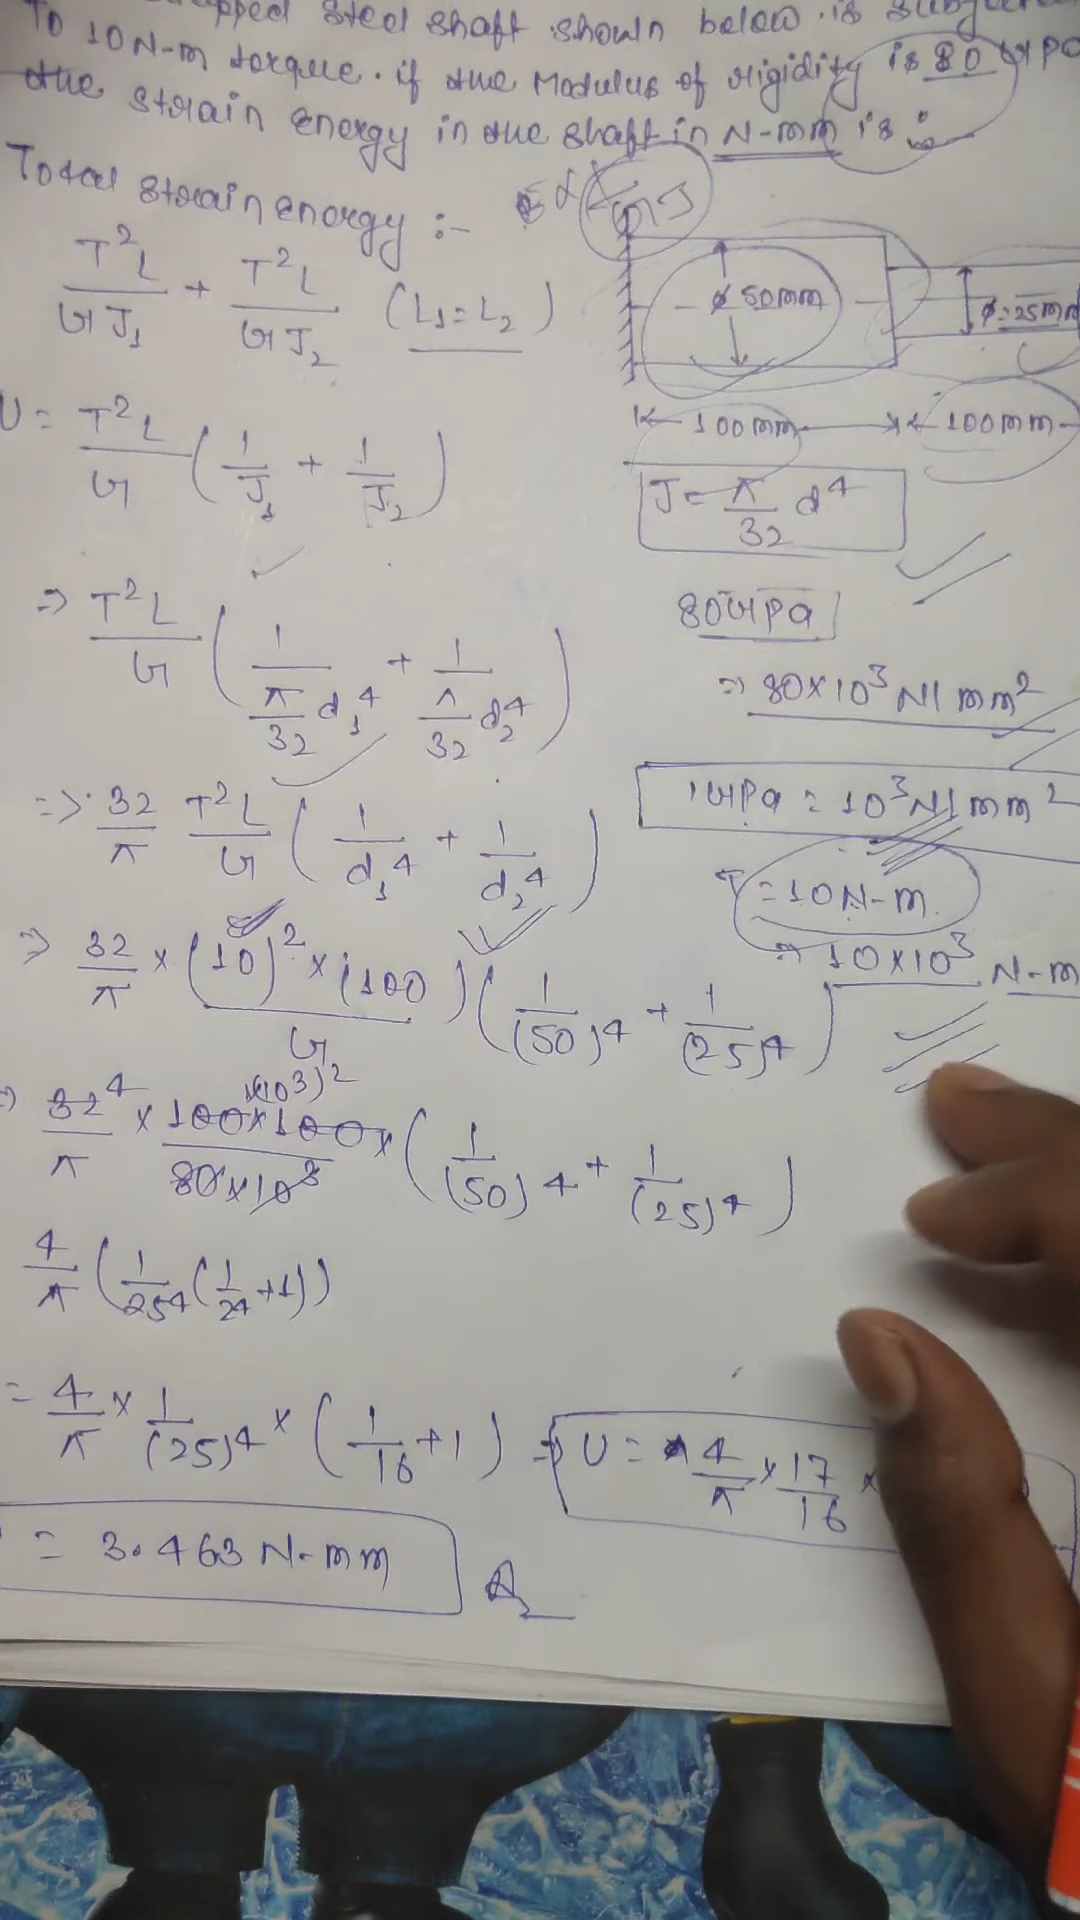 steel shaft shown below is
To 10 N-m torque. if the Modulus of rigidity is 80 GPa
the strain energy in the shaft in N-mm is :
Total strain energy :-
T²L/GJ₁ + T²L/GJ₂ (L₁=L₂)
ϕ 50mm
ϕ=25mm
100mm
100mm
U = T²L/G (1/J₁ + 1/J₂)
J = π/32 d⁴
80GPa
⇒ 80×10³ N/mm²
1GPa = 10³ N/mm²
T = 10N-m
⇒ 10×10³ N-m
⇒ T²L/G (1/(π/32 d₁⁴) + 1/(π/32 d₂⁴))
⇒ 32/π T²L/G (1/d₁⁴ + 1/d₂⁴)
⇒ 32/π × (10)² × (100)/G (1/(50)⁴ + 1/(25)⁴)
×(10³)²
⇒ 32⁴/π × 100×100/80×10³ × (1/(50)⁴ + 1/(25)⁴)
4/π (1/25⁴ (1/2⁴ + 1))
= 4/π × 1/(25)⁴ × (1/16 + 1) ⇒ U = 4/π × 17/16 ×
= 3.463 N-mm